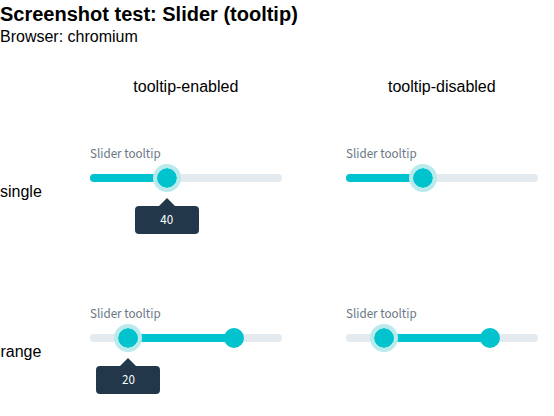 Screenshot test: Slider (tooltip)
Browser: chromium
tooltip-enabled
tooltip-disabled
single
Slider tooltip
40
Slider tooltip
range
Slider tooltip
20
Slider tooltip